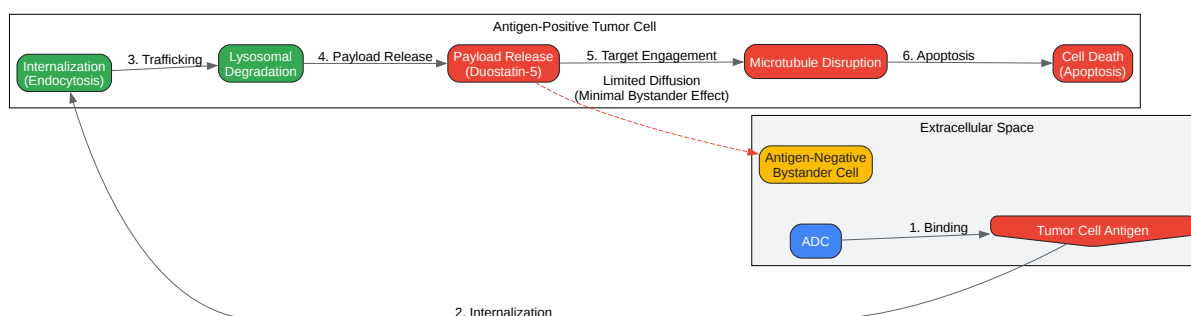 Antigen-Positive Tumor Cell
Internalization
(Endocytosis)
3. Trafficking
Lysosomal
Degradation
4. Payload Release
Payload Release
(Duostatin-5)
5. Target Engagement
Microtubule Disruption
6. Apoptosis
Cell Death
(Apoptosis)
Limited Diffusion
(Minimal Bystander Effect)
Extracellular Space
Antigen-Negative
Bystander Cell
ADC
1. Binding
Tumor Cell Antigen
2. Internalization